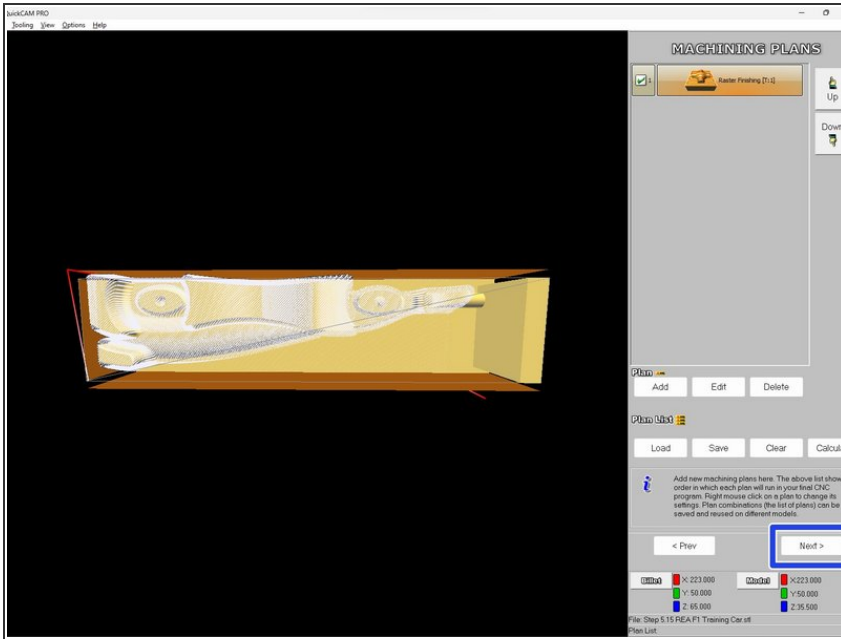 QuickCAM PRO
Tooling View Options Help
MACHINING PLANS
1 Raster Finishing [T:1]
Up
Down
Plan
Add Edit Delete
Plan List
Load Save Clear
Add new machining plans here. The above list
order in which each plan will run in your final CNC
program. Right mouse click on a plan to change its
settings. Plan combinations (the list of plans) can be
saved and reused on different models.
< Prev Next >
Billet X: 223.000 Model X:223.000
Y: 50.000 Y:50.000
Z: 65.000 Z:35.500
File: Step 5.15 REA F1 Training Car.stl
Plan List